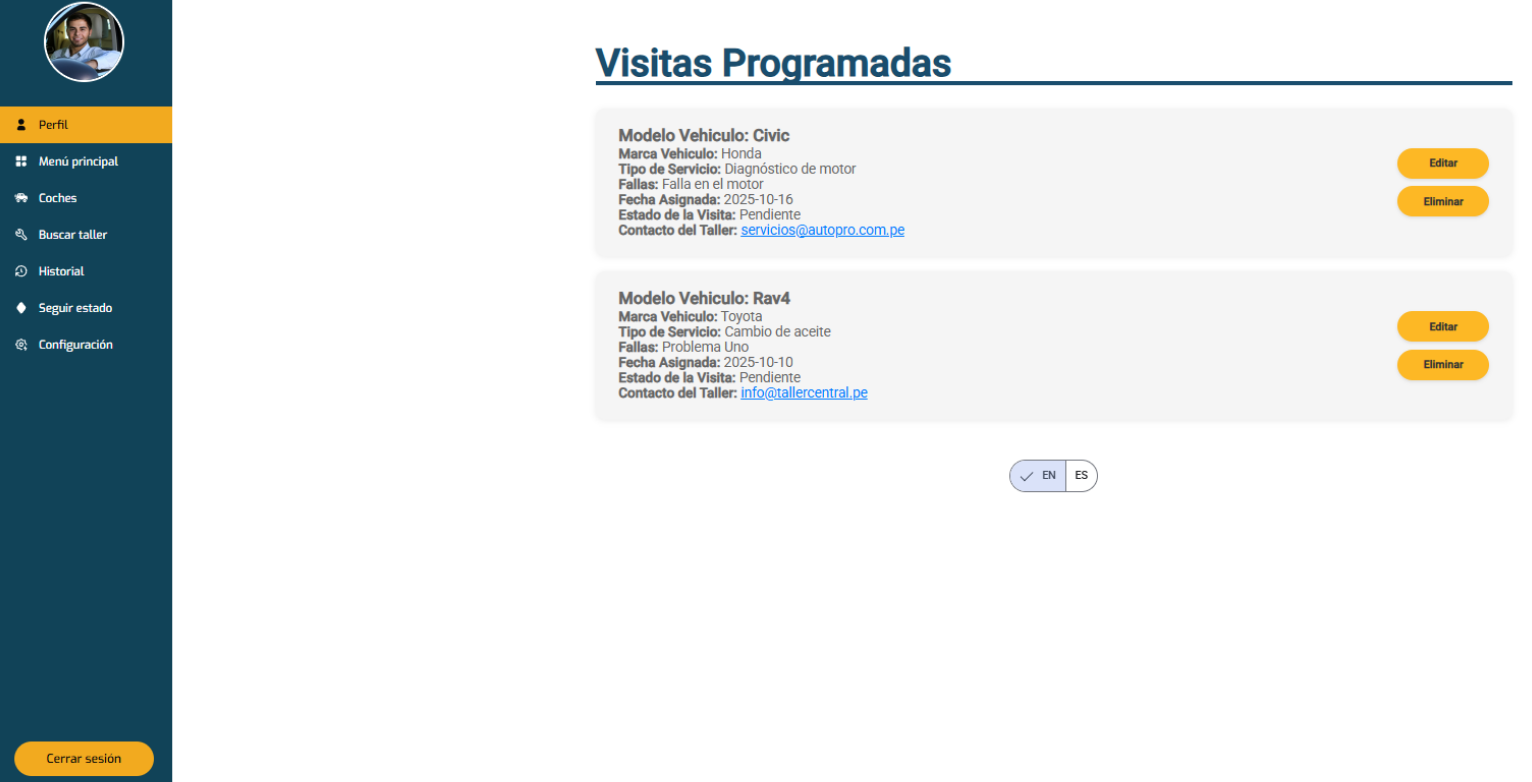 Perfil
Menú principal
Coches
Buscar taller
Historial
Seguir estado
Configuración
Cerrar sesión
Visitas Programadas
Modelo Vehiculo: Civic
Marca Vehiculo: Honda
Tipo de Servicio: Diagnóstico de motor
Fallas: Falla en el motor
Fecha Asignada: 2025-10-16
Estado de la Visita: Pendiente
Contacto del Taller: servicios@autopro.com.pe
Editar
Eliminar
Modelo Vehiculo: Rav4
Marca Vehiculo: Toyota
Tipo de Servicio: Cambio de aceite
Fallas: Problema Uno
Fecha Asignada: 2025-10-10
Estado de la Visita: Pendiente
Contacto del Taller: info@tallercentral.pe
Editar
Eliminar
EN ES